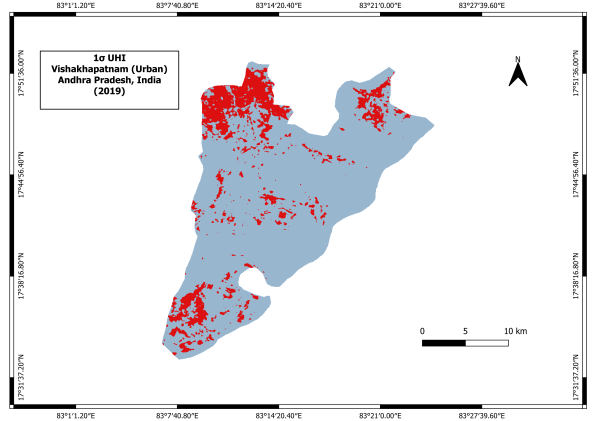 83°1'1.20"E 83°7'40.80"E 83°14'20.40"E 83°21'0.00"E 83°27'39.60"E
1σ UHI
Vishakhapatnam (Urban)
Andhra Pradesh, India
(2019)
N
17°51'36.00"N 17°51'36.00"N
17°44'56.40"N 17°44'56.40"N
17°38'16.80"N 17°38'16.80"N
0 5 10 km
17°31'37.20"N 17°31'37.20"N
83°1'1.20"E 83°7'40.80"E 83°14'20.40"E 83°21'0.00"E 83°27'39.60"E